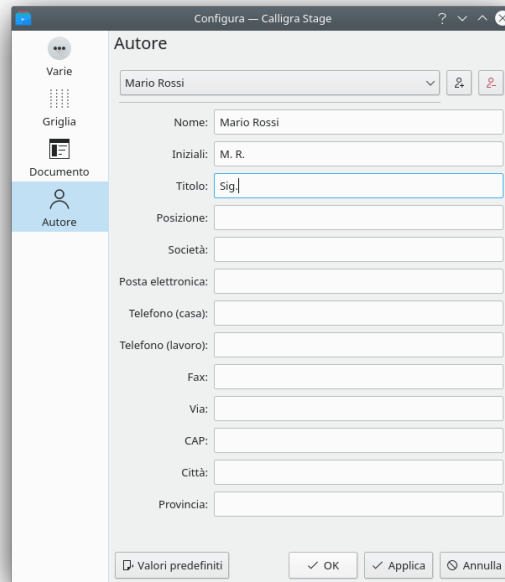 Configura — Calligra Stage
Varie
Griglia
Documento
Autore
Autore
Mario Rossi
Nome: Mario Rossi
Iniziali: M. R.
Titolo: Sig.
Posizione:
Società:
Posta elettronica:
Telefono (casa):
Telefono (lavoro):
Fax:
Via:
CAP:
Città:
Provincia:
Valori predefiniti
OK
Applica
Annulla